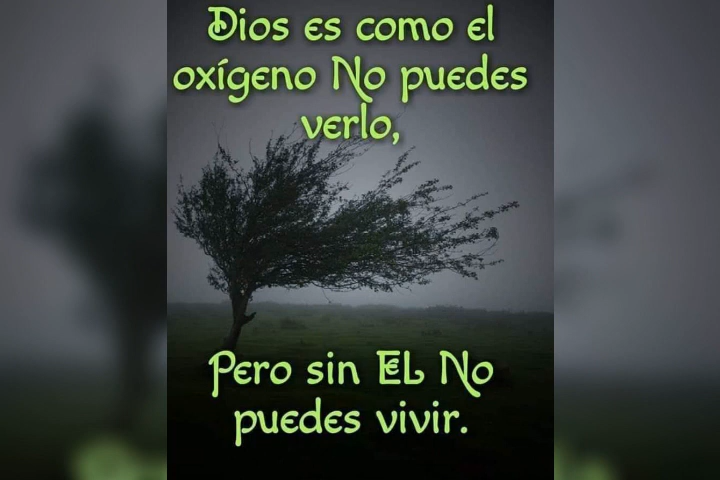 Dios es como el
oxígeno No puedes
verlo,
Pero sin EL No
puedes vivir.